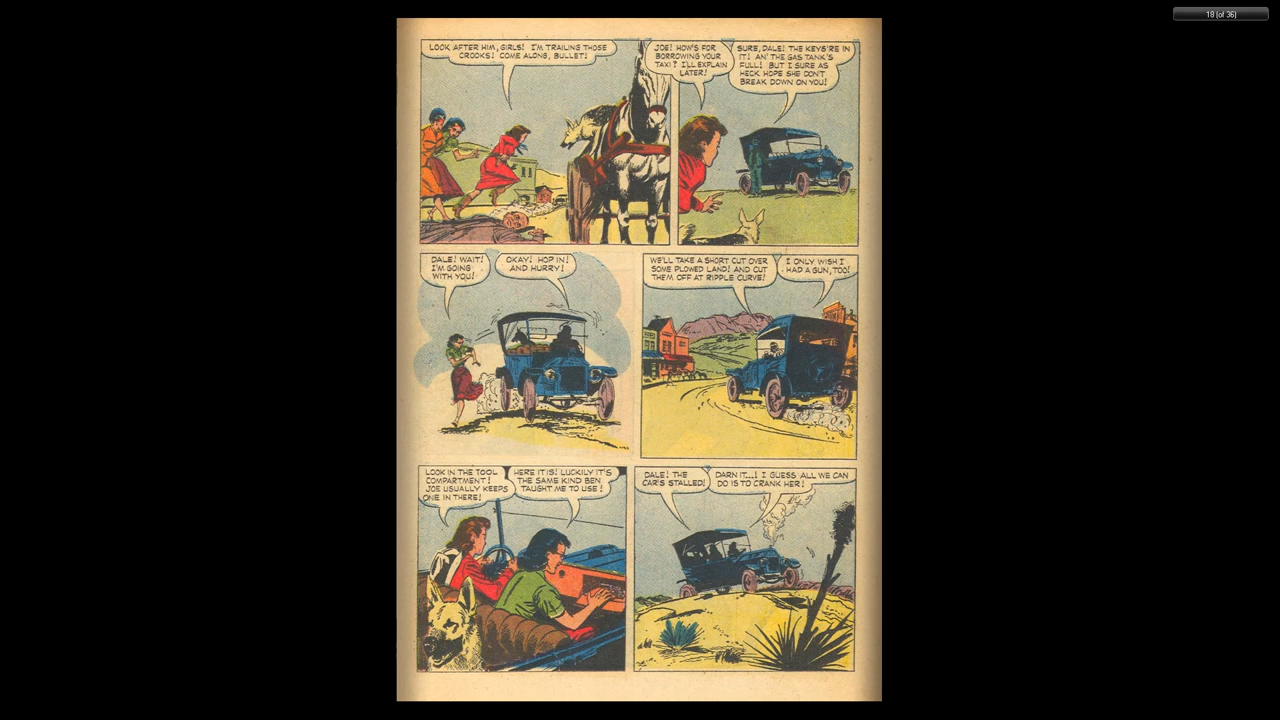 18 (of 36)
LOOK AFTER HIM, GIRLS! I'M TRAILING THOSE
CROOKS! COME ALONG, BULLET!
JOE! HOW'S FOR
BORROWING YOUR
TAXI? I'LL EXPLAIN
LATER!
SURE, DALE! THE KEYS'RE IN
IT! AN' THE GAS TANK'S
FULL! BUT I SURE AS
HECK HOPE SHE DON'T
BREAK DOWN ON YOU!
DALE! WAIT!
I'M GOING
WITH YOU!
OKAY! HOP IN!
AND HURRY!
WE'LL TAKE A SHORT CUT OVER
SOME PLOWED LAND! AND CUT
THEM OFF AT RIPPLE CURVE!
I ONLY WISH I
HAD A GUN, TOO!
LOOK IN THE TOOL
COMPARTMENT!
JOE USUALLY KEEPS
ONE IN THERE!
HERE IT IS! LUCKILY IT'S
THE SAME KIND BEN
TAUGHT ME TO USE!
DALE! THE
CAR'S STALLED!
DARN IT...! I GUESS ALL WE CAN
DO IS TO CRANK HER!